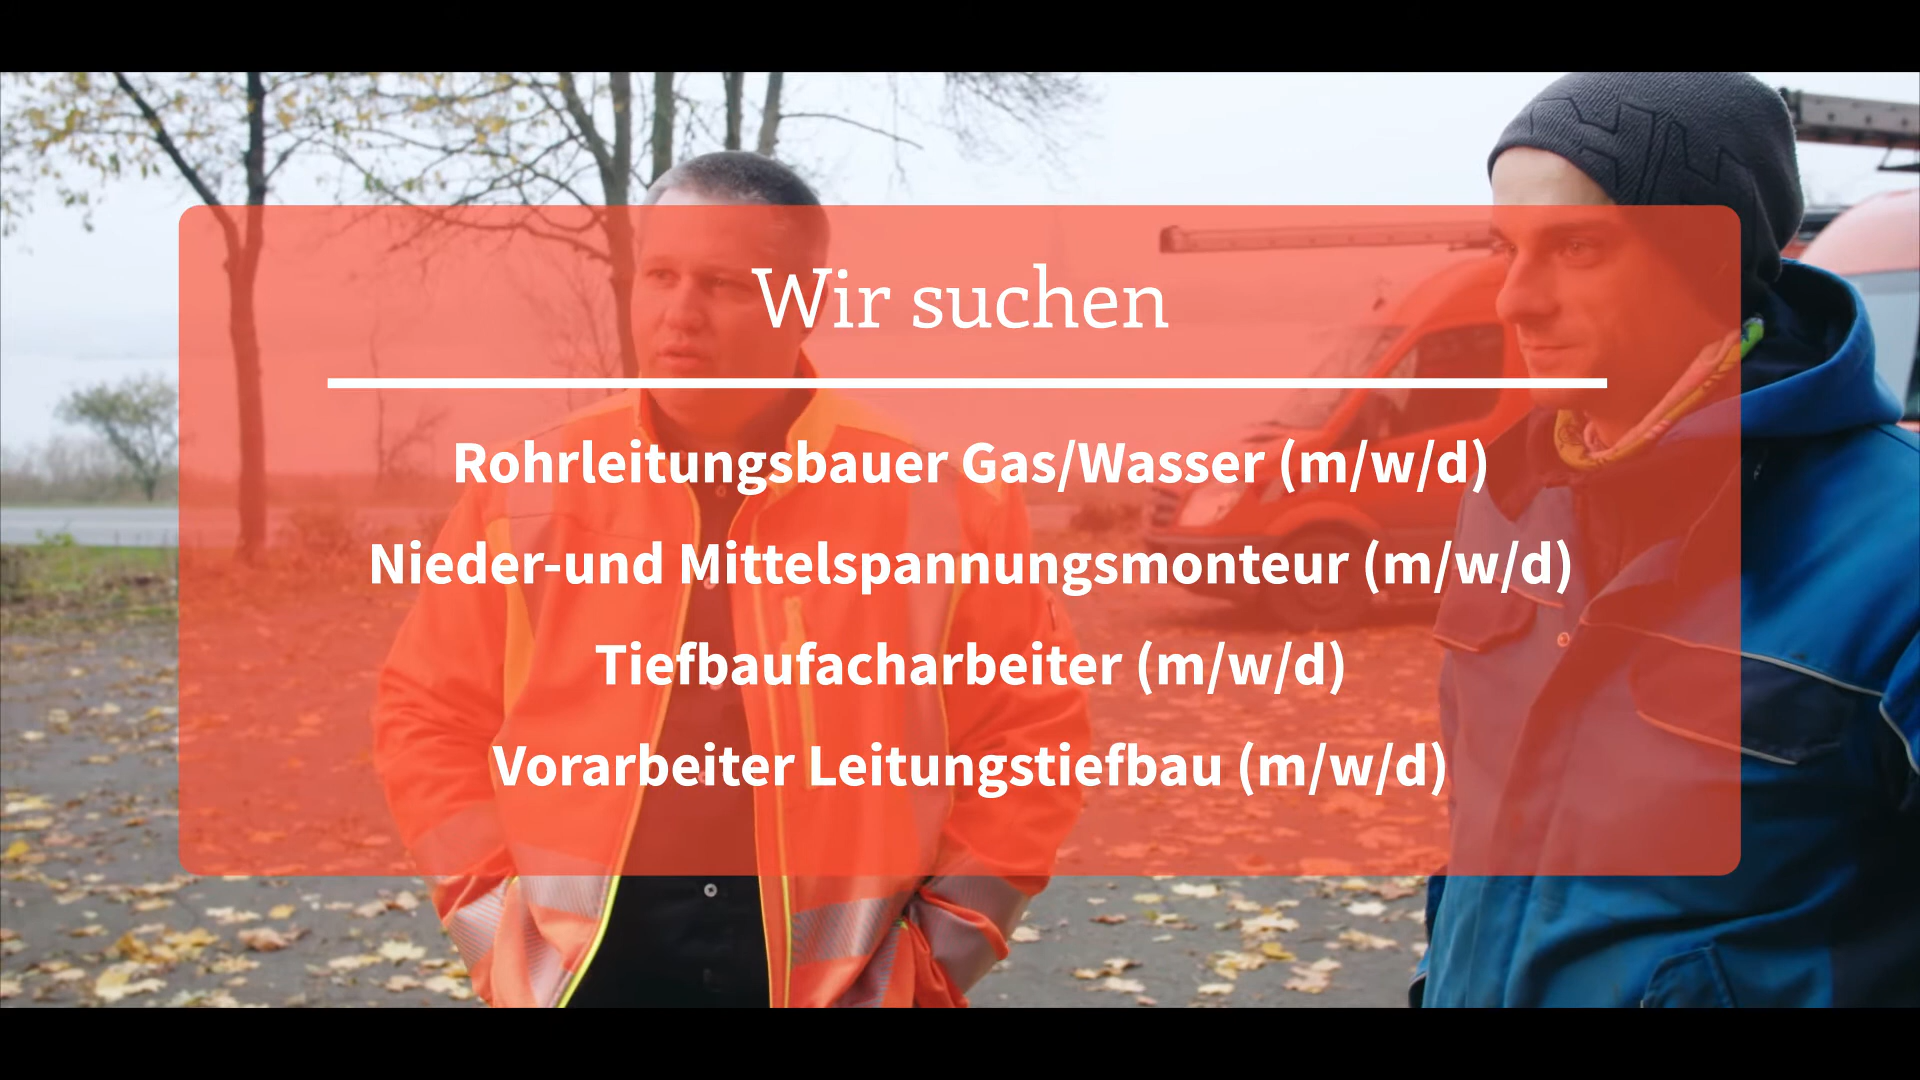 Wir suchen
Rohrleitungsbauer Gas/Wasser (m/w/d)
Nieder-und Mittelspannungsmonteur (m/w/d)
Tiefbaufacharbeiter (m/w/d)
Vorarbeiter Leitungstiefbau (m/w/d)